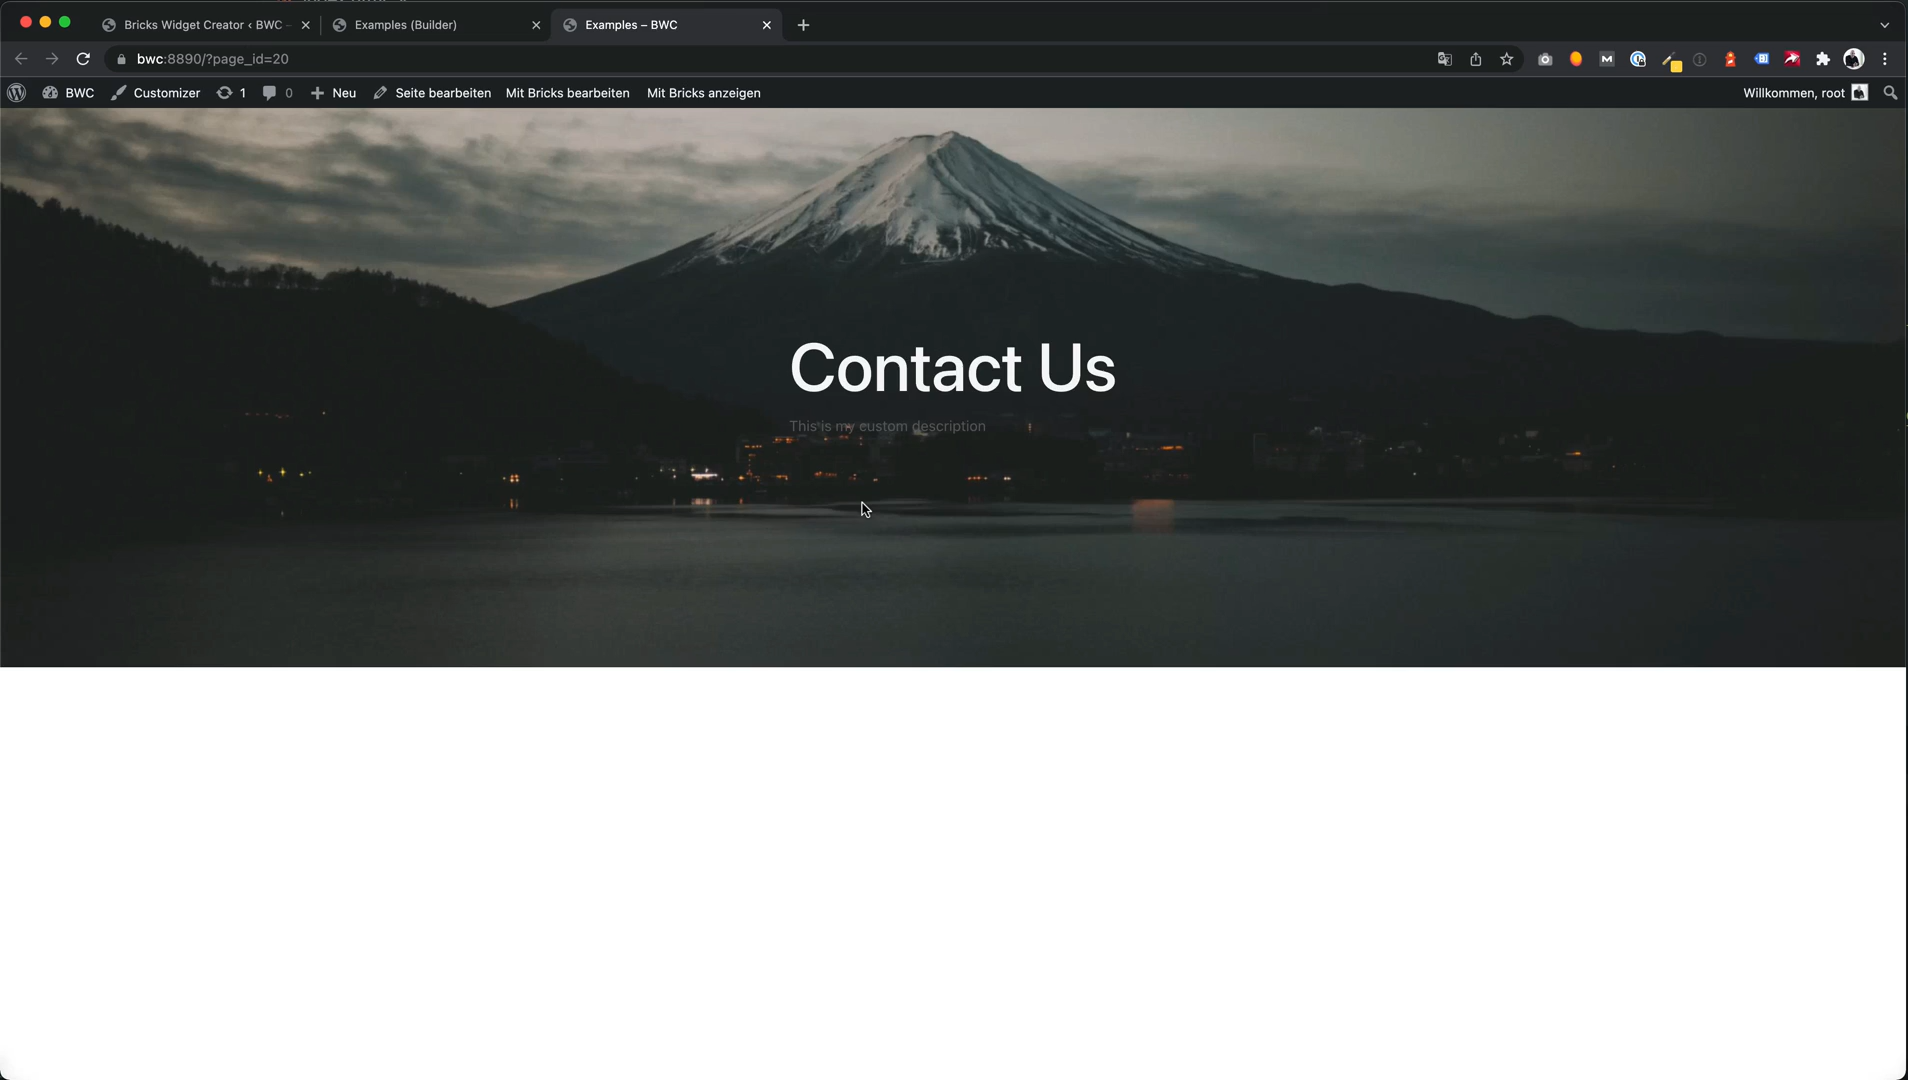 Bricks Widget Creator ‹ BWC
Examples (Builder)
Examples – BWC
bwc:8890/?page_id=20
BWC
Customizer
1
0
Neu
Seite bearbeiten
Mit Bricks bearbeiten
Mit Bricks anzeigen
Willkommen, root
Contact Us
This is my custom description